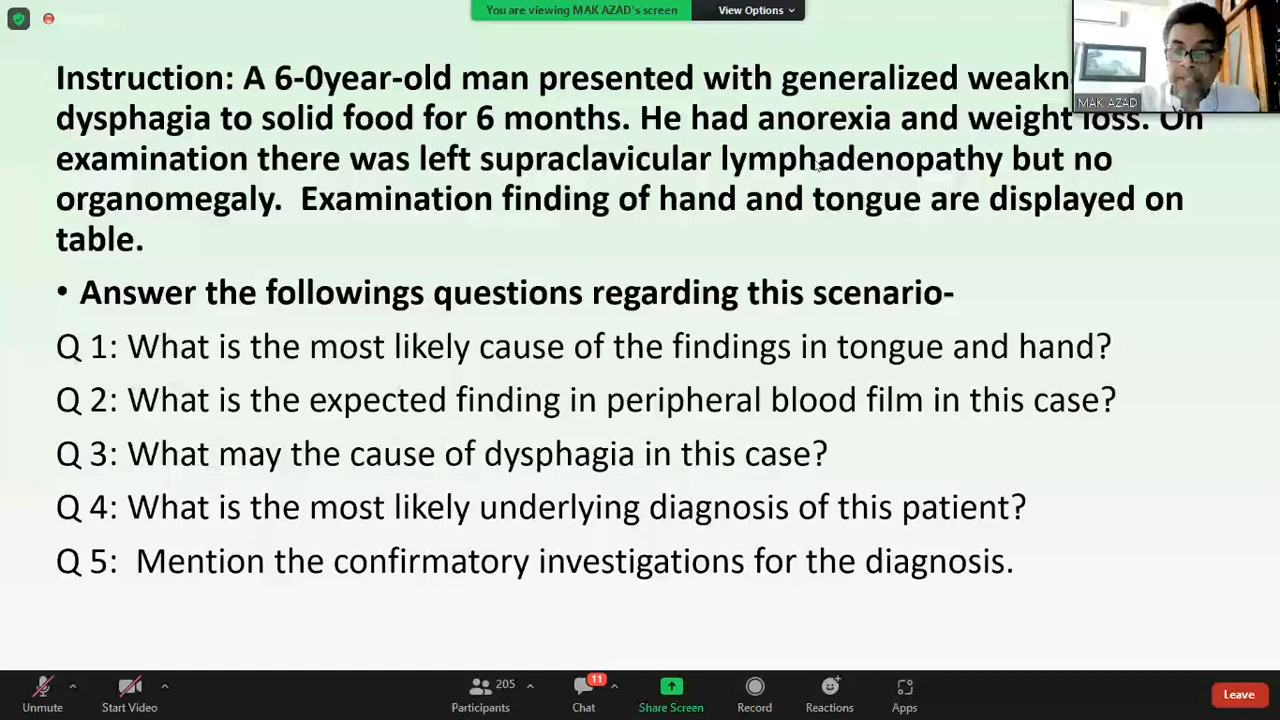 You are viewing MAK AZAD's screen
View Options
Instruction: A 6-0year-old man presented with generalized
dysphagia to solid food for 6 months. He had anorexia and weight loss. On
examination there was left supraclavicular lymphadenopathy but no
organomegaly. Examination finding of hand and tongue are displayed on
table.
• Answer the followings questions regarding this scenario-
Q 1: What is the most likely cause of the findings in tongue and hand?
Q 2: What is the expected finding in peripheral blood film in this case?
Q 3: What may the cause of dysphagia in this case?
Q 4: What is the most likely underlying diagnosis of this patient?
Q 5: Mention the confirmatory investigations for the diagnosis.
MAK AZAD
Unmute
Start Video
205
Participants
11
Chat
Share Screen
Record
Reactions
Apps
Leave